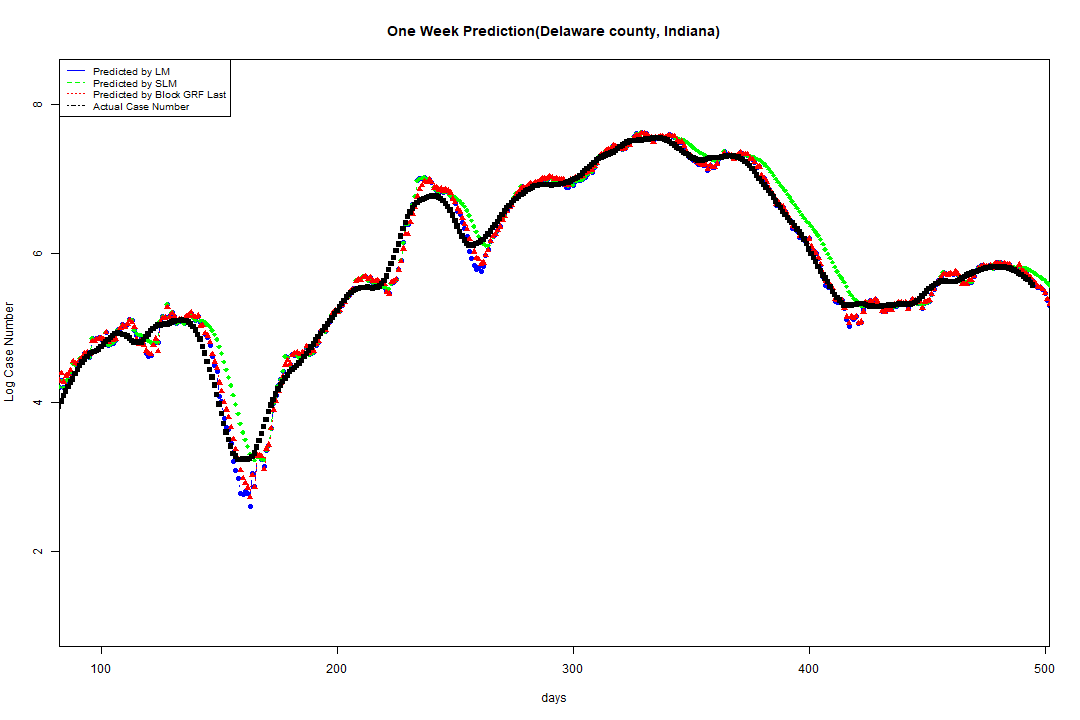 One Week Prediction(Delaware county, Indiana)
Predicted by LM
Predicted by SLM
Predicted by Block GRF Last
Actual Case Number
8
6
4
2
Log Case Number
100 200 300 400 500
days